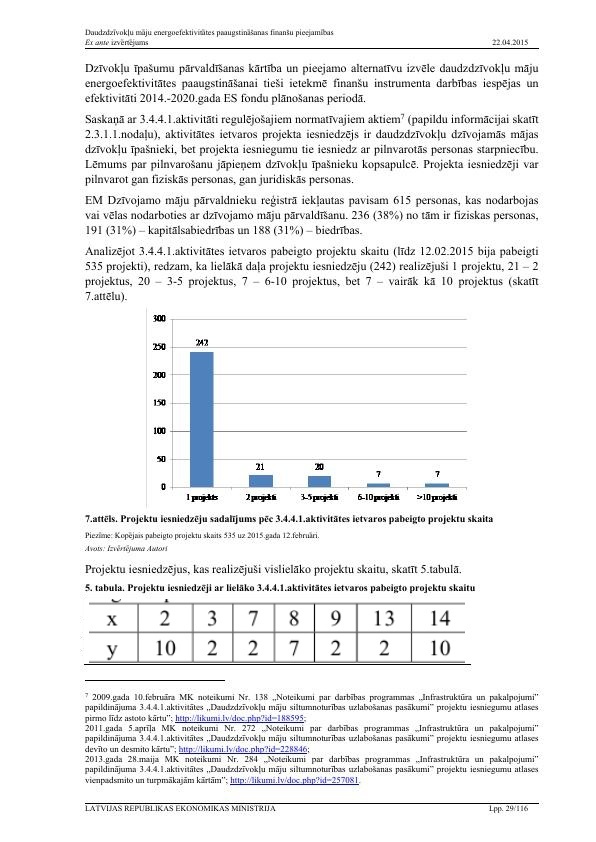 Daudzdzīvokļu māju energoefektivitātes paaugstināšanas finanšu pieejamības
Ex ante izvērtējums 22.04.2015
Dzīvokļu īpašumu pārvaldīšanas kārtība un pieejamo alternatīvu izvēle daudzdzīvokļu māju
energoefektivitātes paaugstināšanai tieši ietekmē finanšu instrumenta darbības iespējas un
efektivitāti 2014.-2020.gada ES fondu plānošanas periodā.
Saskaņā ar 3.4.4.1.aktivitāti regulējošajiem normatīvajiem aktiem⁷ (papildu informācijai skatīt
2.3.1.1.nodaļu), aktivitātes ietvaros projekta iesniedzējs ir daudzdzīvokļu dzīvojamās mājas
dzīvokļu īpašnieki, bet projekta iesniegumu tie iesniedz ar pilnvarotās personas starpniecību.
Lēmums par pilnvarošanu jāpieņem dzīvokļu īpašnieku kopsapulcē. Projekta iesniedzēji var
pilnvarot gan fiziskās personas, gan juridiskās personas.
EM Dzīvojamo māju pārvaldnieku reģistrā iekļautas pavisam 615 personas, kas nodarbojas
vai vēlas nodarboties ar dzīvojamo māju pārvaldīšanu. 236 (38%) no tām ir fiziskas personas,
191 (31%) – kapitālsabiedrības un 188 (31%) – biedrības.
Analizējot 3.4.4.1.aktivitātes ietvaros pabeigto projektu skaitu (līdz 12.02.2015 bija pabeigti
535 projekti), redzam, ka lielākā daļa projektu iesniedzēju (242) realizējuši 1 projektu, 21 – 2
projektus, 20 – 3-5 projektus, 7 – 6-10 projektus, bet 7 – vairāk kā 10 projektus (skatīt
7.attēlu).
300
250
200
150
100
50
0
242
21
20
7
7
1 projekts 2 projekti 3-5 projekti 6-10 projekti >10 projekti
7.attēls. Projektu iesniedzēju sadalījums pēc 3.4.4.1.aktivitātes ietvaros pabeigto projektu skaita
Piezīme: Kopējais pabeigto projektu skaits 535 uz 2015.gada 12.februāri.
Avots: Izvērtējuma Autori
Projektu iesniedzējus, kas realizējuši vislielāko projektu skaitu, skatīt 5.tabulā.
5. tabula. Projektu iesniedzēji ar lielāko 3.4.4.1.aktivitātes ietvaros pabeigto projektu skaitu
x 2 3 7 8 9 13 14
y 10 2 2 7 2 2 10
⁷ 2009.gada 10.februāra MK noteikumi Nr. 138 „Noteikumi par darbības programmas „Infrastruktūra un pakalpojumi”
papildinājuma 3.4.4.1.aktivitātes „Daudzdzīvokļu māju siltumnoturības uzlabošanas pasākumi” projektu iesniegumu atlases
pirmo līdz astoto kārtu”; http://likumi.lv/doc.php?id=188595;
2011.gada 5.aprīļa MK noteikumi Nr. 272 „Noteikumi par darbības programmas „Infrastruktūra un pakalpojumi”
papildinājuma 3.4.4.1.aktivitātes „Daudzdzīvokļu māju siltumnoturības uzlabošanas pasākumi” projektu iesniegumu atlases
devīto un desmito kārtu”; http://likumi.lv/doc.php?id=228846;
2013.gada 28.maija MK noteikumi Nr. 284 „Noteikumi par darbības programmas „Infrastruktūra un pakalpojumi”
papildinājuma 3.4.4.1.aktivitātes „Daudzdzīvokļu māju siltumnoturības uzlabošanas pasākumi” projektu iesniegumu atlases
vienpadsmito un turpmākajām kārtām”; http://likumi.lv/doc.php?id=257081.
LATVIJAS REPUBLIKAS EKONOMIKAS MINISTRIJA Lpp. 29/116